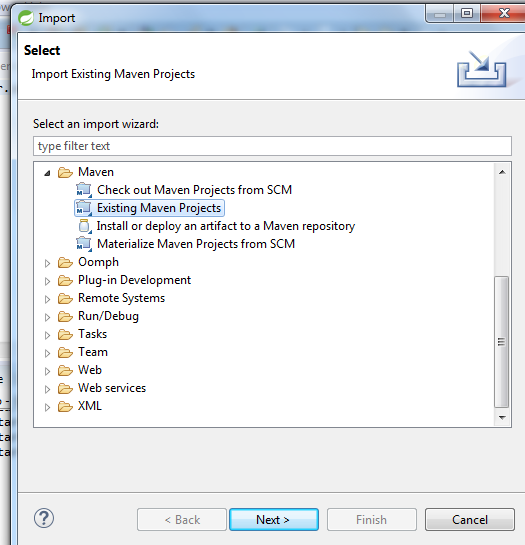 Import
Select
Import Existing Maven Projects
Select an import wizard:
type filter text
Maven
Check out Maven Projects from SCM
Existing Maven Projects
Install or deploy an artifact to a Maven repository
Materialize Maven Projects from SCM
Oomph
Plug-in Development
Remote Systems
Run/Debug
Tasks
Team
Web
Web services
XML
< Back
Next >
Finish
Cancel